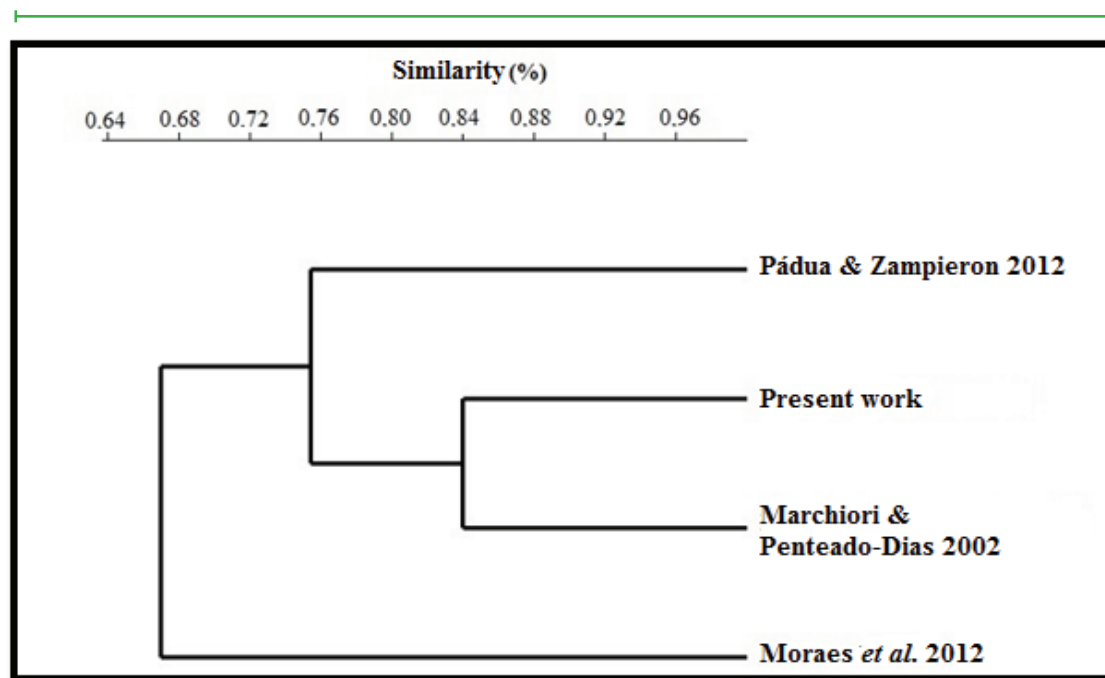 Similarity (%)
0.64 0.68 0.72 0.76 0.80 0.84 0.88 0.92 0.96
Pádua & Zampieron 2012
Present work
Marchiori &
Penteado-Dias 2002
Moraes et al. 2012